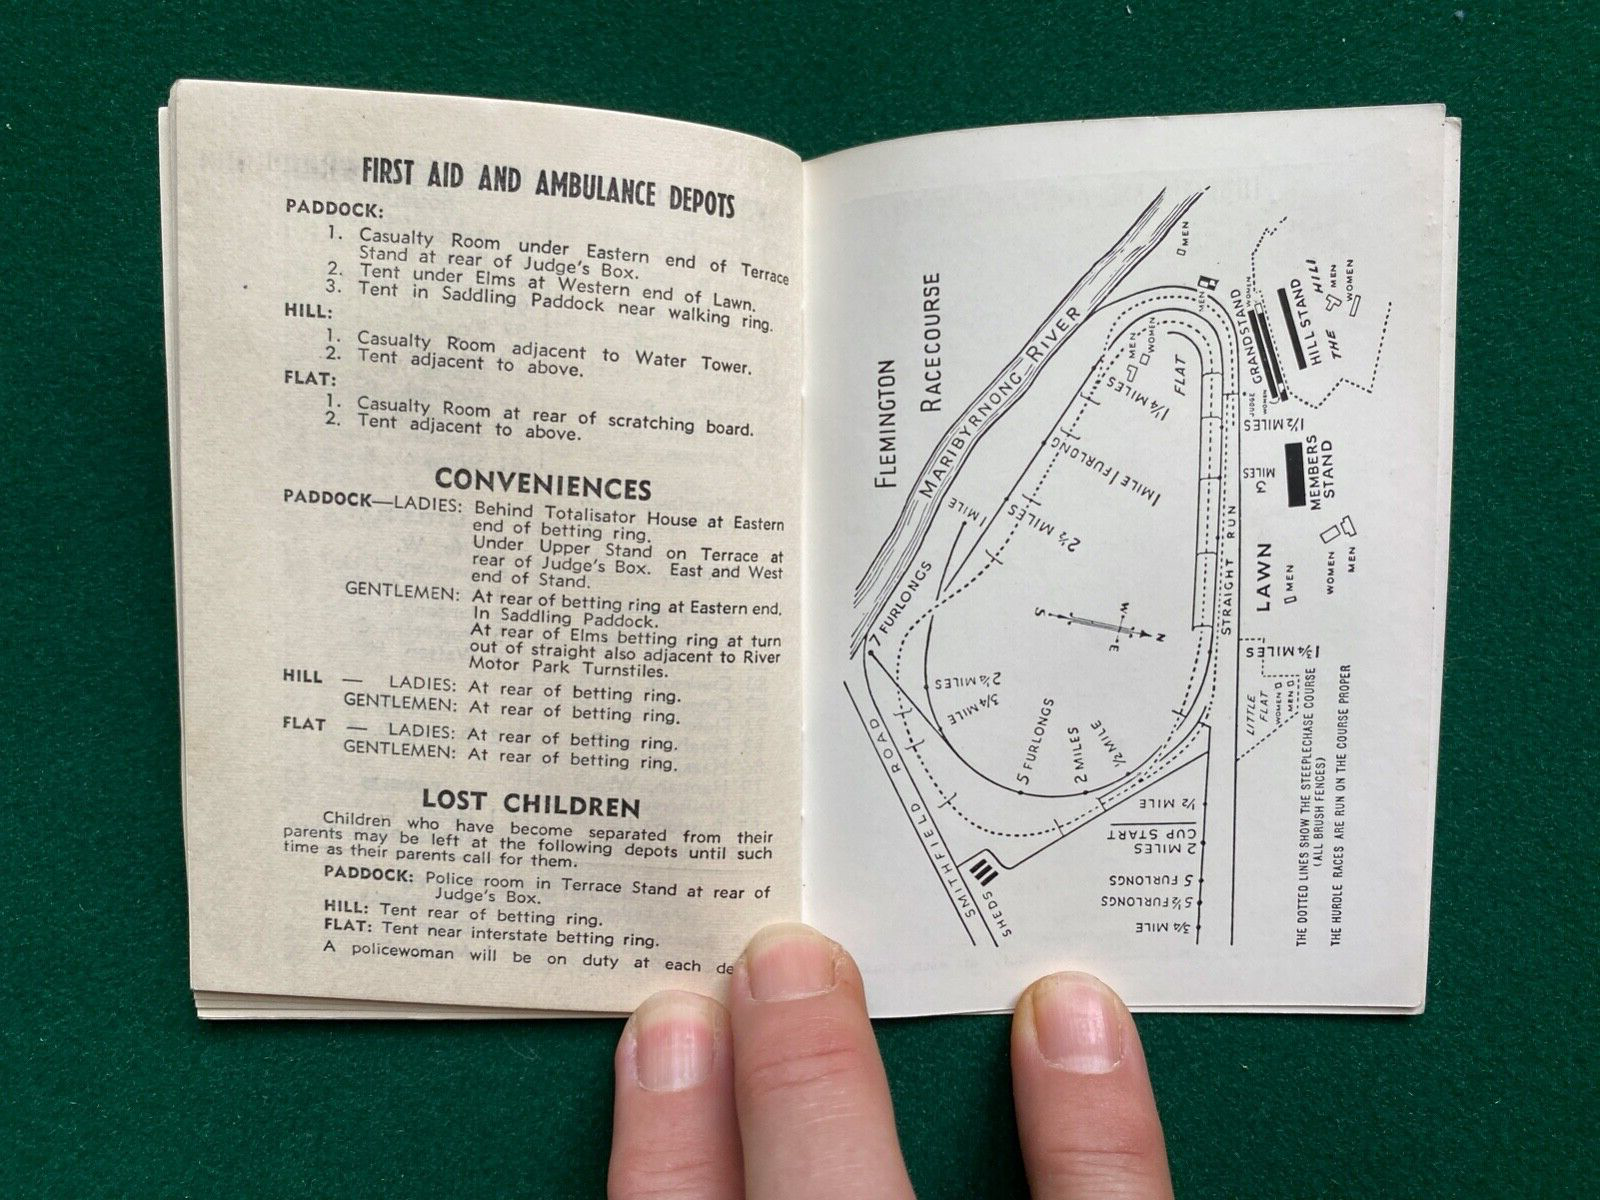 FIRST AID AND AMBULANCE DEPOTS
PADDOCK:
1. Casualty Room under Eastern end of Terrace
Stand at rear of Judge's Box.
2. Tent under Elms at Western end of Lawn.
3. Tent in Saddling Paddock near walking ring.
HILL:
1. Casualty Room adjacent to Water Tower.
2. Tent adjacent to above.
FLAT:
1. Casualty Room at rear of scratching board.
2. Tent adjacent to above.
CONVENIENCES
PADDOCK—LADIES: Behind Totalisator House at Eastern
end of betting ring.
Under Upper Stand on Terrace at
rear of Judge's Box. East and West
end of Stand.
GENTLEMEN: At rear of betting ring at Eastern end.
In Saddling Paddock.
At rear of Elms betting ring at turn
out of straight also adjacent to River
Motor Park Turnstiles.
HILL — LADIES: At rear of betting ring.
GENTLEMEN: At rear of betting ring.
FLAT — LADIES: At rear of betting ring.
GENTLEMEN: At rear of betting ring.
LOST CHILDREN
Children who have become separated from their
parents may be left at the following depots until such
time as their parents call for them.
PADDOCK: Police room in Terrace Stand at rear of
Judge's Box.
HILL: Tent rear of betting ring.
FLAT: Tent near interstate betting ring.
A policewoman will be on duty at each de
FLEMINGTON
RACECOURSE
MARIBYRNONG RIVER
MEN
MEN
WOMEN
MEN
FLAT
1¼ MILES
1 MILE 1 FURLONG
2½ MILES
1 MILE
7 FURLONGS
S
W
E
N
2¼ MILES
3/4 MILE
5 FURLONGS
2 MILES
½ MILE
SMITHFIELD ROAD
SHEDS
½ MILE
CUP START
2 MILES
5 FURLONGS
5½ FURLONGS
3/4 MILE
STRAIGHT RUN
GRANDSTAND
WOMEN
JUDGE
WOMEN
HILL STAND
THE HILL
MEN
WOMEN
1½ MILES
3 MILES
MEMBERS
STAND
LAWN
MEN
WOMEN
MEN
1¾ MILES
LITTLE
FLAT
WOMEN
MEN
THE DOTTED LINES SHOW THE STEEPLECHASE COURSE
(ALL BRUSH FENCES)
THE HURDLE RACES ARE RUN ON THE COURSE PROPER